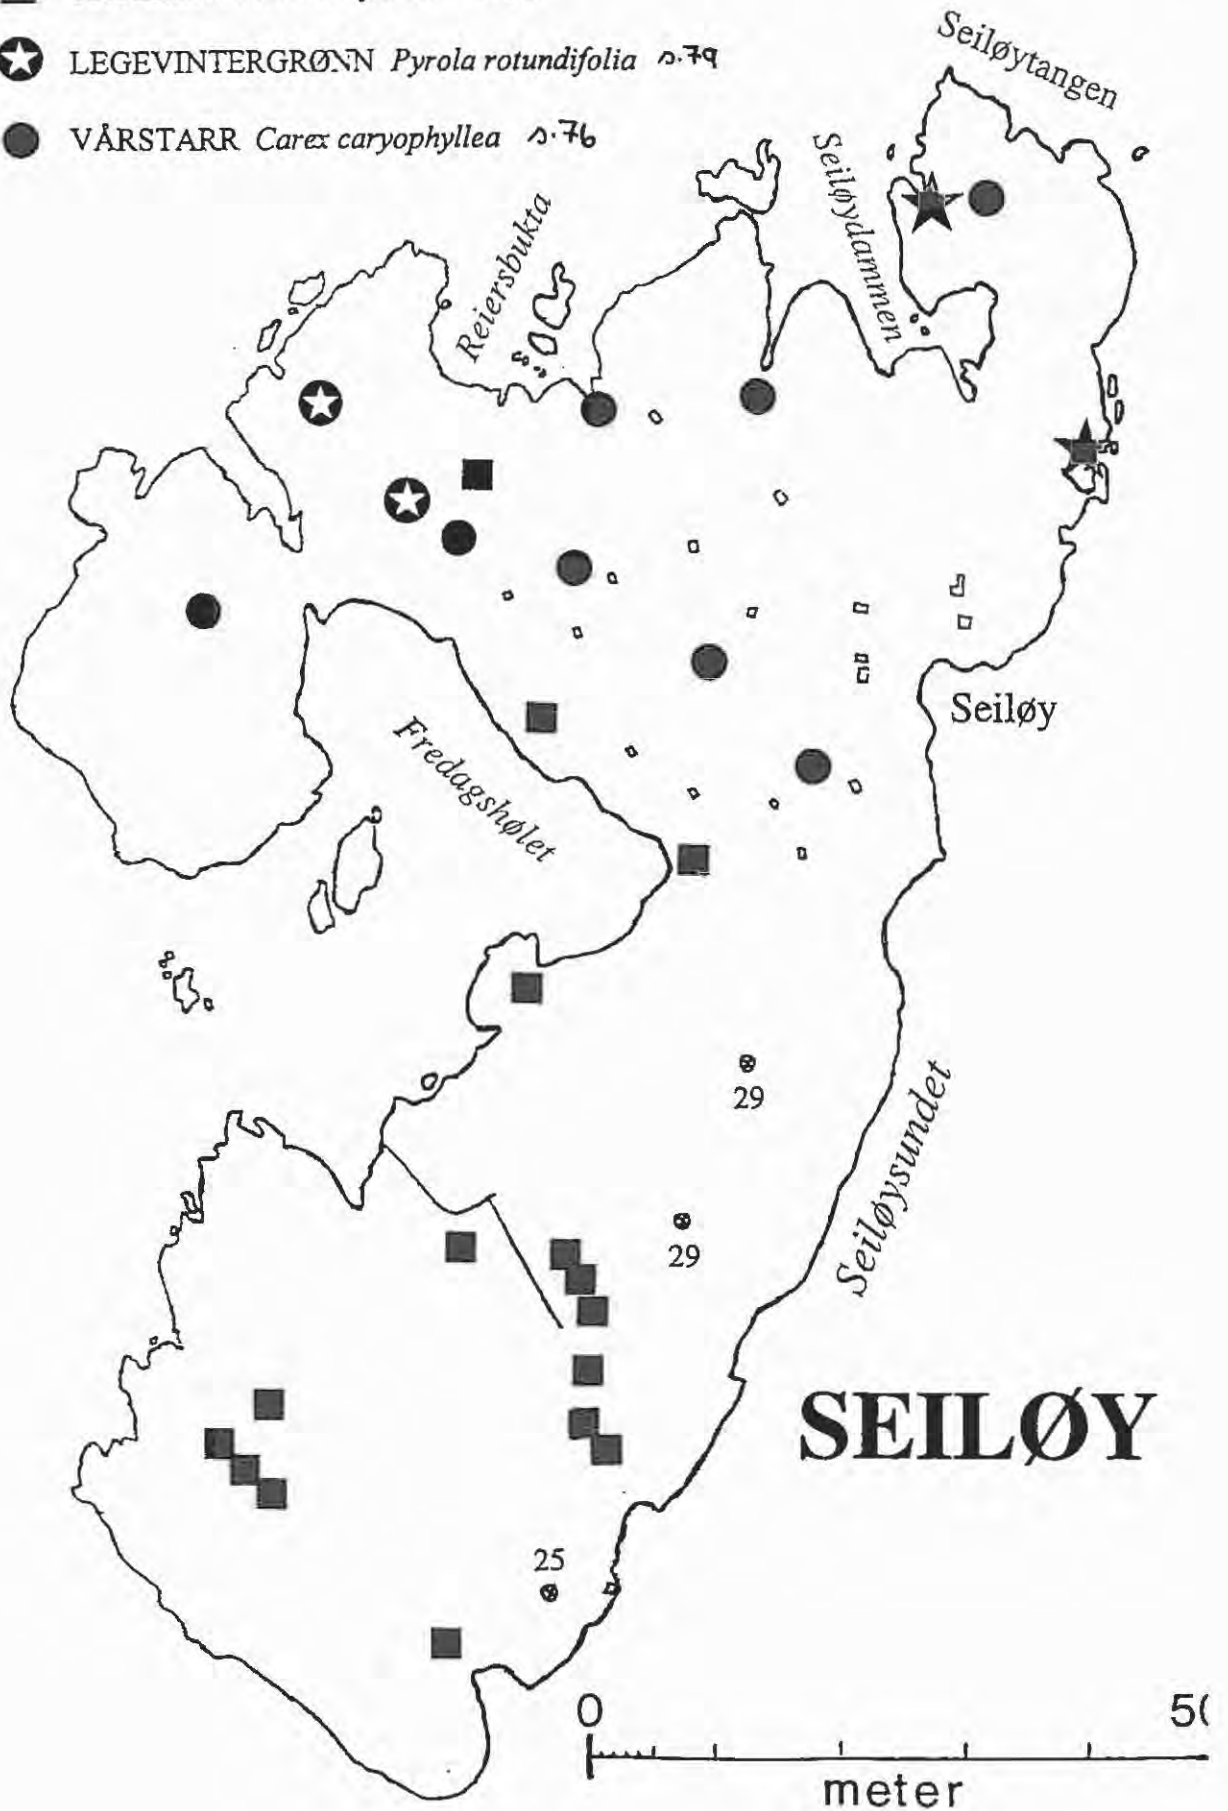 LEGEVINTERGRØNN Pyrola rotundifolia s.79
VÅRSTARR Carex caryophyllea s.76
Seiløytangen
Seiløydammen
Reiersbukta
Seiløy
Fredagshølet
29
Seiløysundet
29
SEILØY
25
0 50
meter